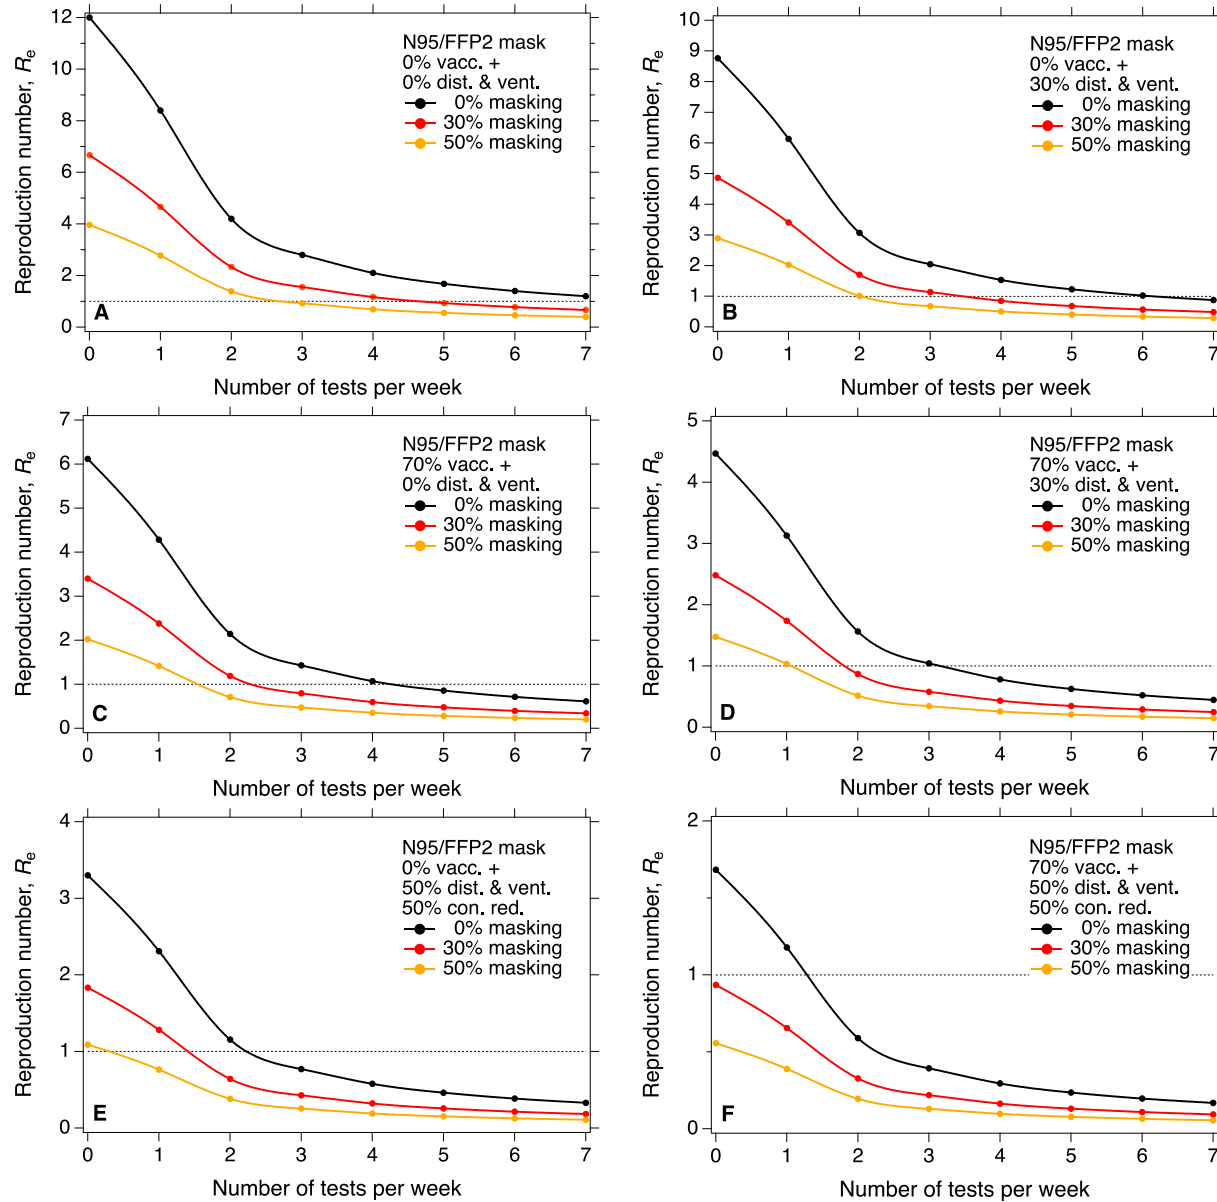 12
10
8
6
4
2
0
Reproduction number, Re
N95/FFP2 mask
0% vacc. +
0% dist. & vent.
0% masking
30% masking
50% masking
A
0 1 2 3 4 5 6 7
Number of tests per week
10
9
8
7
6
5
4
3
2
1
0
Reproduction number, Re
N95/FFP2 mask
0% vacc. +
30% dist. & vent.
0% masking
30% masking
50% masking
B
0 1 2 3 4 5 6 7
Number of tests per week
7
6
5
4
3
2
1
0
Reproduction number, Re
N95/FFP2 mask
70% vacc. +
0% dist. & vent.
0% masking
30% masking
50% masking
C
0 1 2 3 4 5 6 7
Number of tests per week
5
4
3
2
1
0
Reproduction number, Re
N95/FFP2 mask
70% vacc. +
30% dist. & vent.
0% masking
30% masking
50% masking
D
0 1 2 3 4 5 6 7
Number of tests per week
4
3
2
1
0
Reproduction number, Re
N95/FFP2 mask
0% vacc. +
50% dist. & vent.
50% con. red.
0% masking
30% masking
50% masking
E
0 1 2 3 4 5 6 7
Number of tests per week
2
1
0
Reproduction number, Re
N95/FFP2 mask
70% vacc. +
50% dist. & vent.
50% con. red.
0% masking
30% masking
50% masking
F
0 1 2 3 4 5 6 7
Number of tests per week